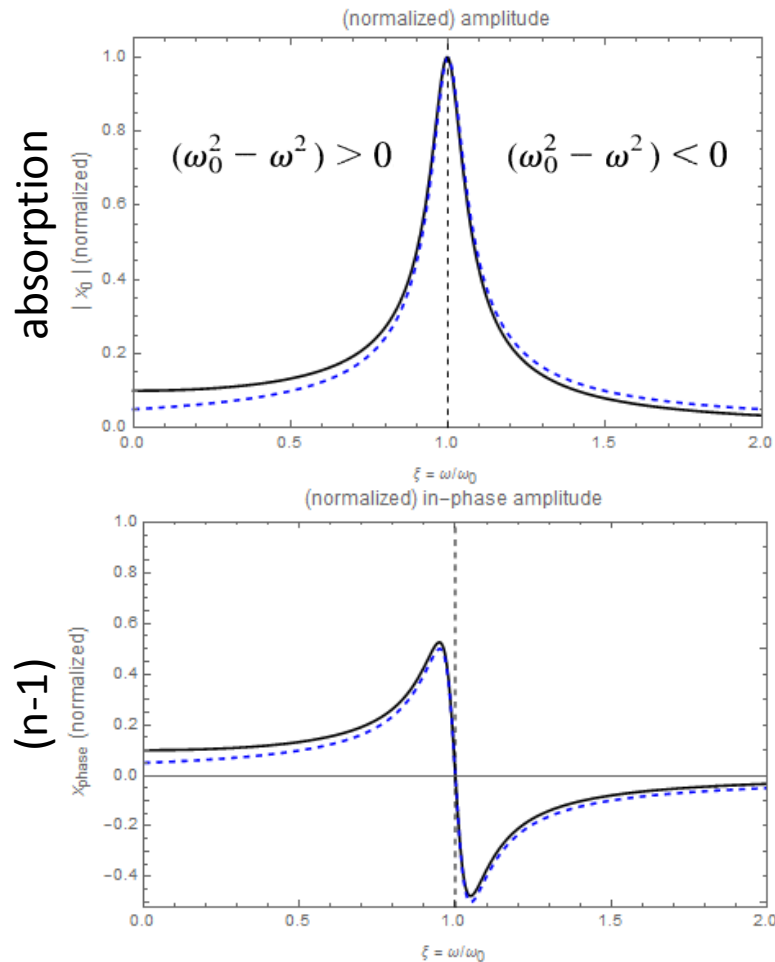 (normalized) amplitude
absorption
| x₀ | (normalized)
1.0
0.8
0.6
0.4
0.2
0.0
(ω₀² − ω²) > 0
(ω₀² − ω²) < 0
0.0
0.5
1.0
1.5
2.0
ξ = ω/ω₀
(normalized) in-phase amplitude
(n-1)
xphase (normalized)
1.0
0.8
0.6
0.4
0.2
0.0
−0.2
−0.4
0.0
0.5
1.0
1.5
2.0
ξ = ω/ω₀